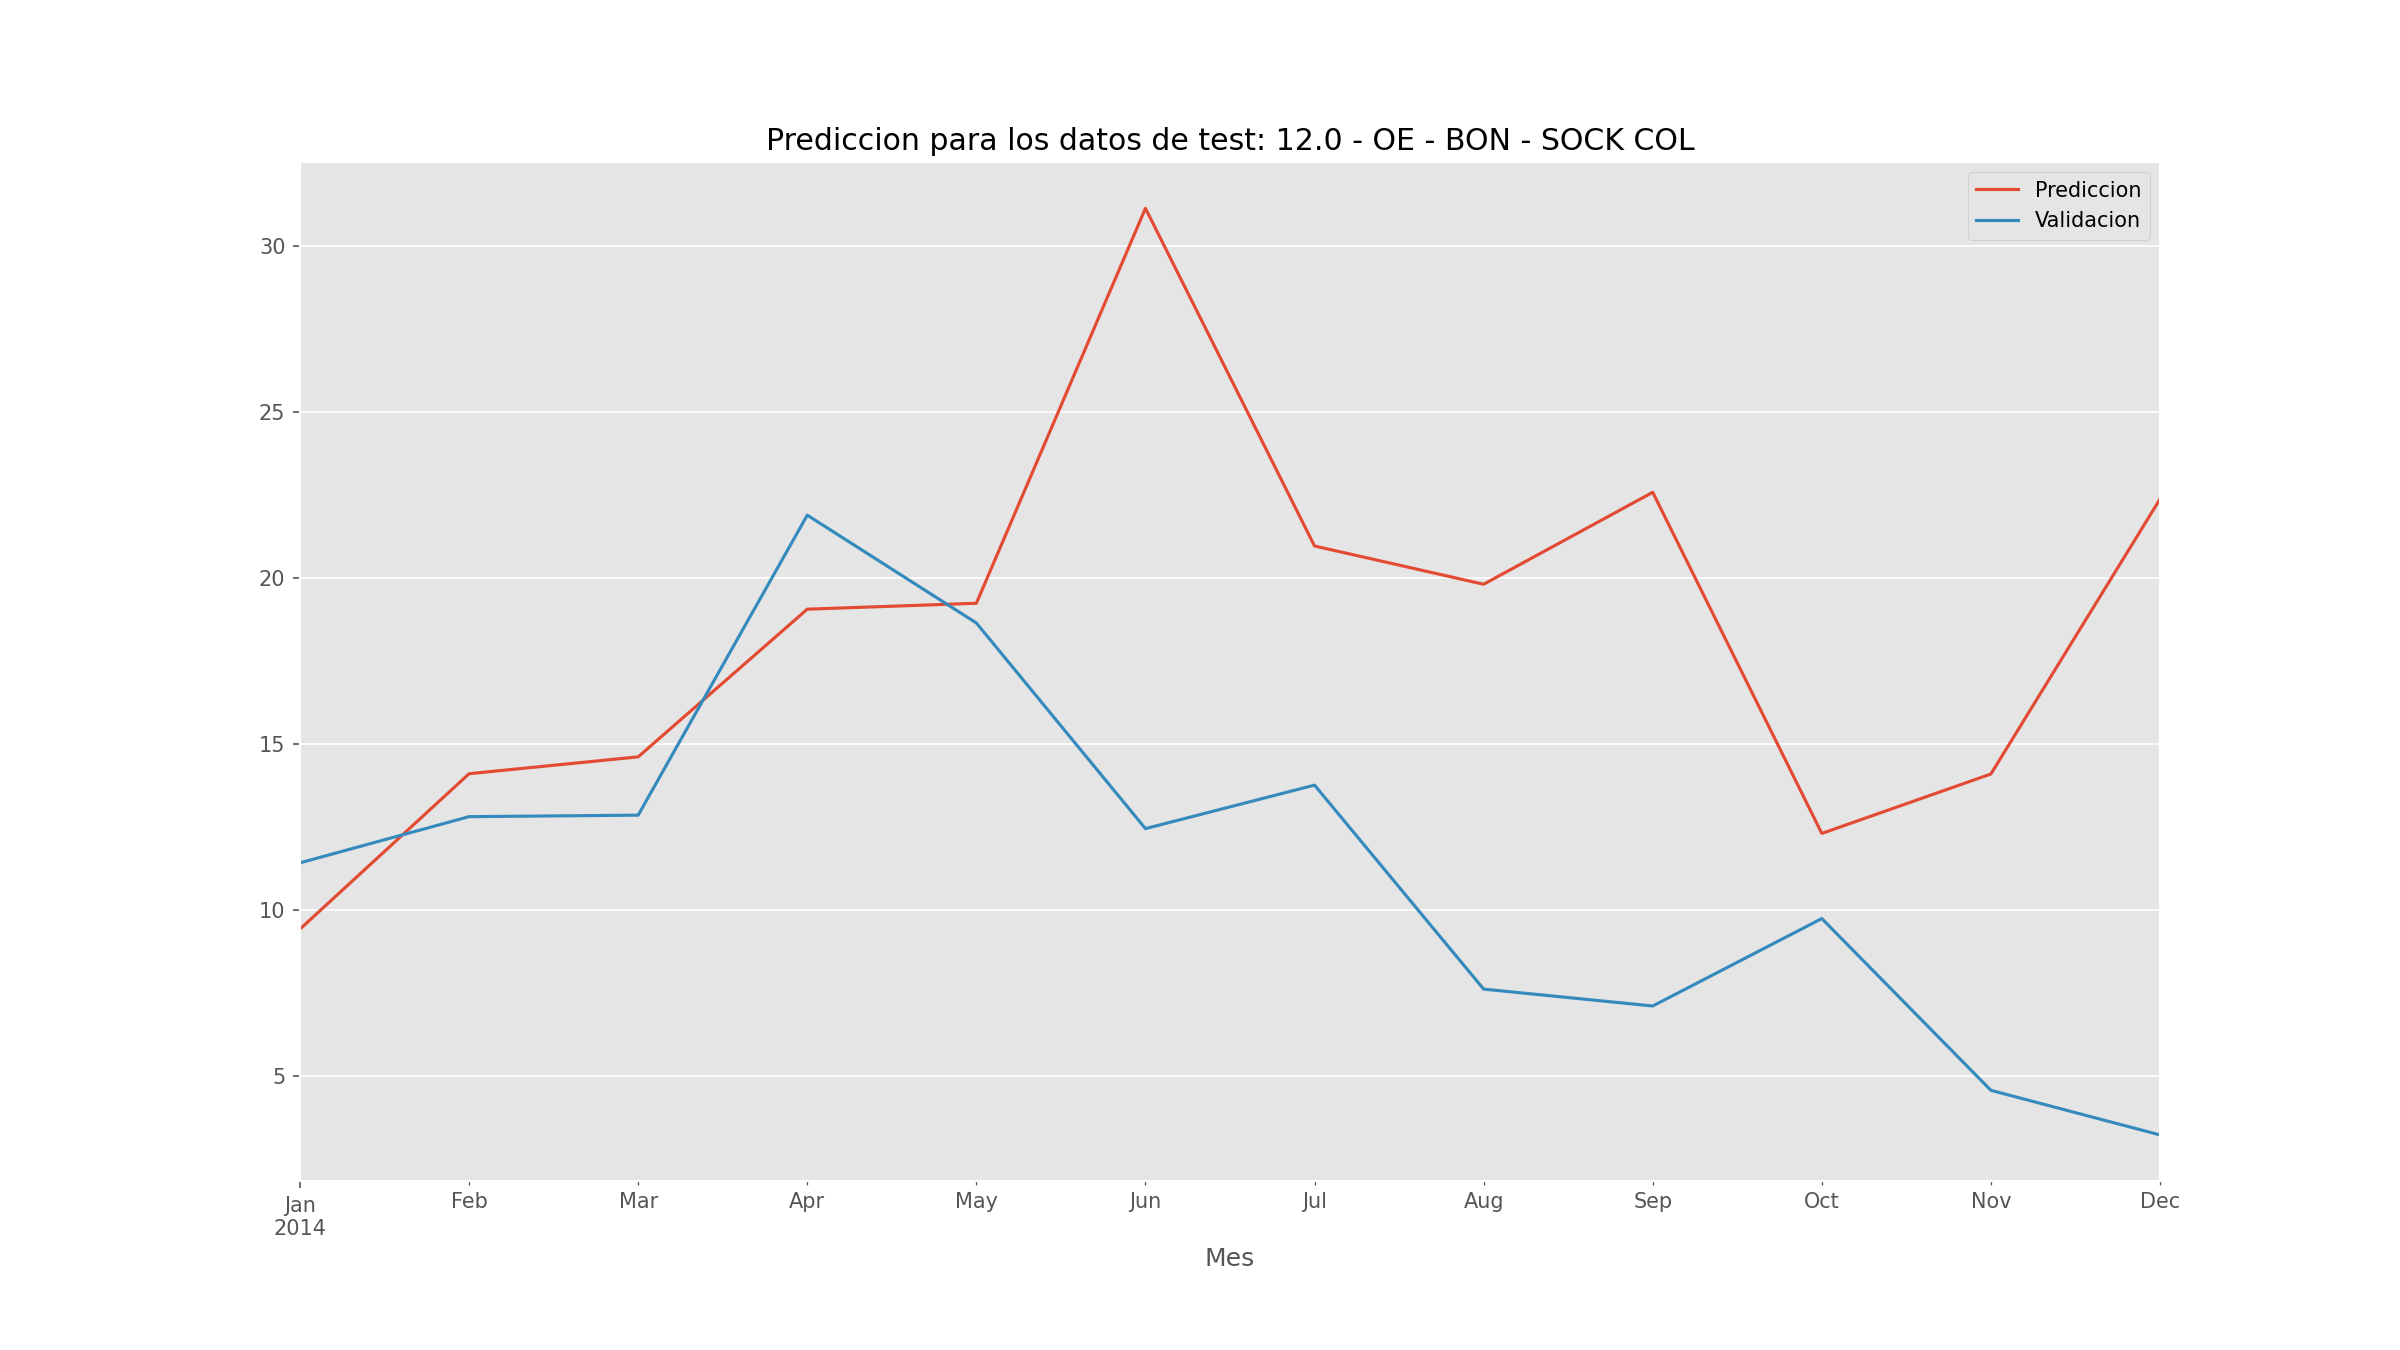 Prediccion para los datos de test: 12.0 - OE - BON - SOCK COL
Prediccion
Validacion
30
25
20
15
10
5
Jan Feb Mar Apr May Jun Jul Aug Sep Oct Nov Dec
2014
Mes